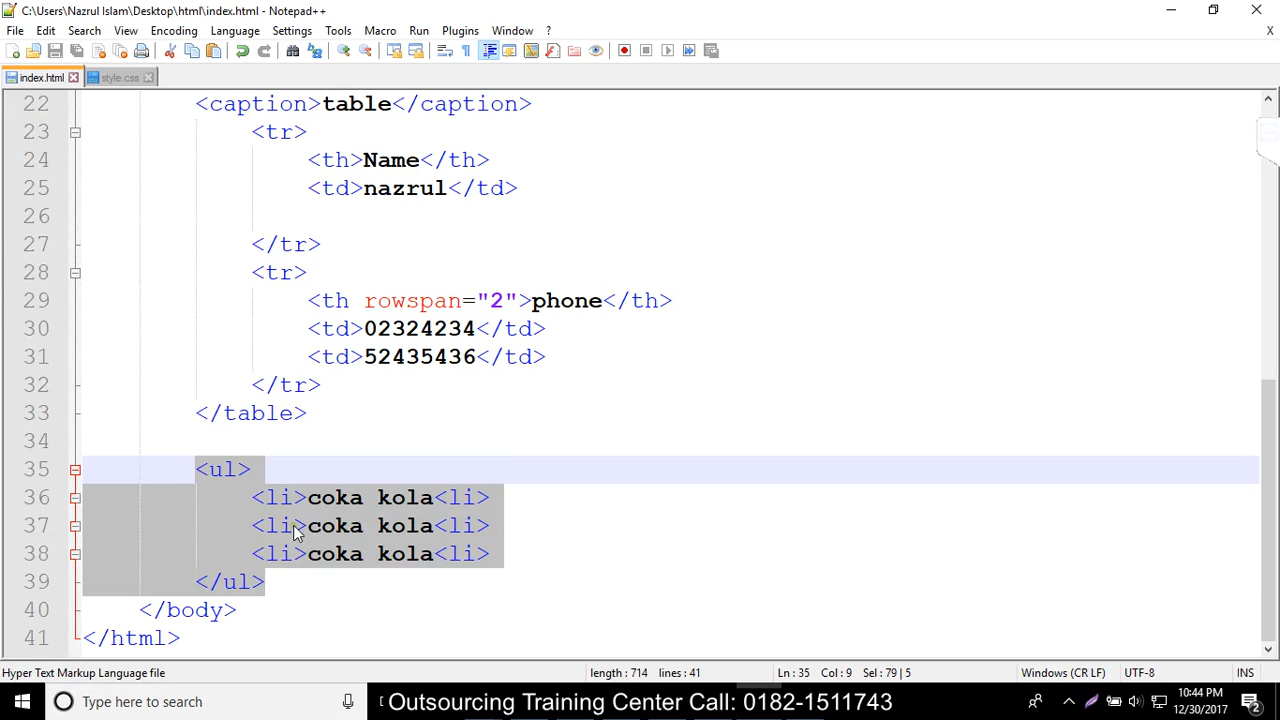 C:\Users\Nazrul Islam\Desktop\html\index.html - Notepad++
File Edit Search View Encoding Language Settings Tools Macro Run Plugins Window ? X
index.html style.css
22 <caption>table</caption>
23 <tr>
24 <th>Name</th>
25 <td>nazrul</td>
26
27 </tr>
28 <tr>
29 <th rowspan="2">phone</th>
30 <td>02324234</td>
31 <td>52435436</td>
32 </tr>
33 </table>
34
35 <ul>
36 <li>coka kola<li>
37 <li>coka kola<li>
38 <li>coka kola<li>
39 </ul>
40 </body>
41 </html>
Hyper Text Markup Language file length : 714 lines : 41 Ln : 35 Col : 9 Sel : 79 | 5 Windows (CR LF) UTF-8 INS
Type here to search [ Outsourcing Training Center Call: 0182-1511743 10:44 PM
12/30/2017 2